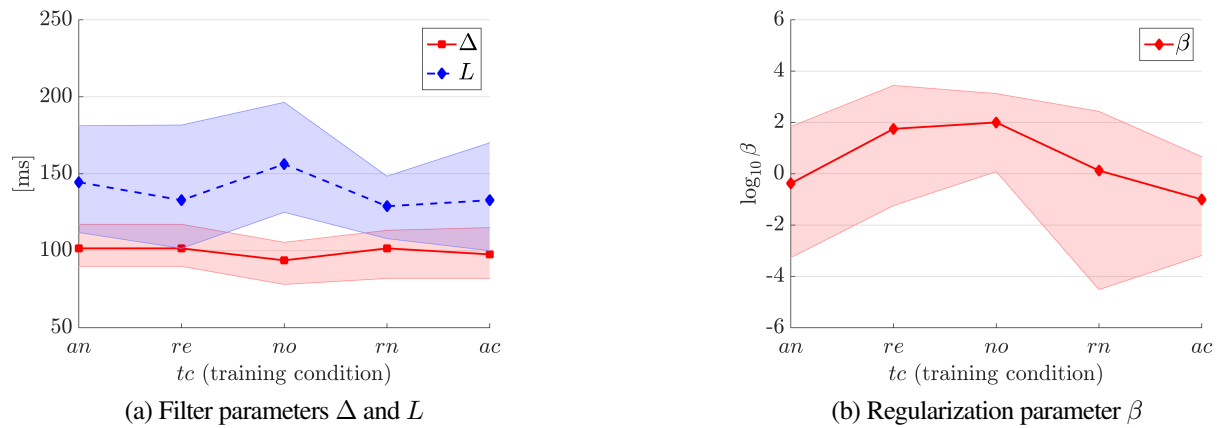 250
200
150
100
50
[ms]
Δ
L
an re no rn ac
tc (training condition)
(a) Filter parameters Δ and L
6
4
2
0
-2
-4
-6
log₁₀ β
β
an re no rn ac
tc (training condition)
(b) Regularization parameter β